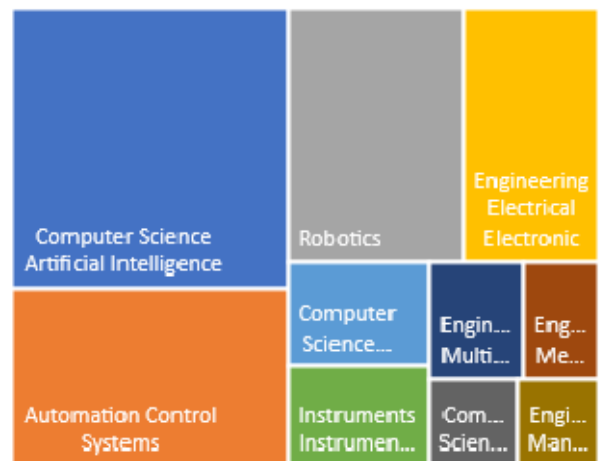 Computer Science
Artificial Intelligence
Robotics
Engineering
Electrical
Electronic
Automation Control
Systems
Computer
Science...
Engin...
Multi...
Eng...
Me...
Instruments
Instrumen...
Com...
Scien...
Engi...
Man...